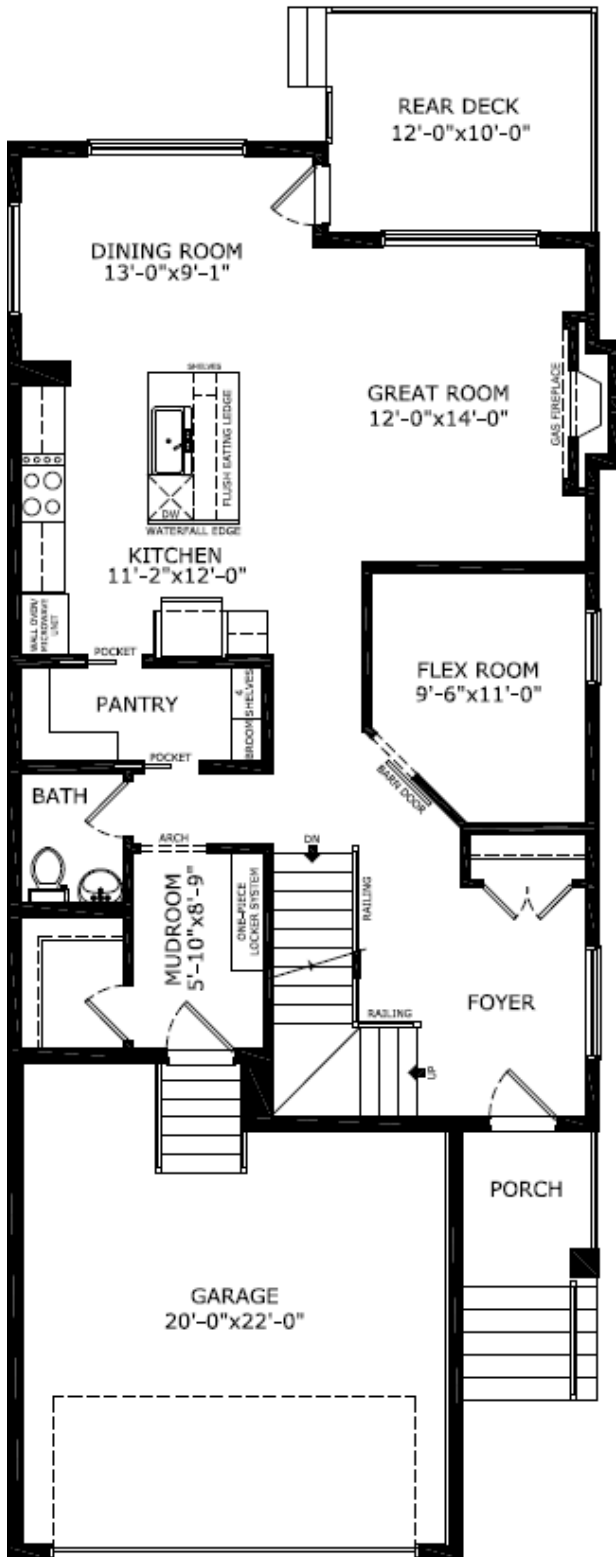 REAR DECK
12'-0"x10'-0"
DINING ROOM
13'-0"x9'-1"
SHELVES
FLUSH EATING LEDGE
DW
WATERFALL EDGE
GREAT ROOM
12'-0"x14'-0"
GAS FIREPLACE
KITCHEN
11'-2"x12'-0"
WALL OVEN/
MICROWAVE
UNIT
POCKET
PANTRY
4
SHELVES
BROOM
POCKET
FLEX ROOM
9'-6"x11'-0"
BARN DOOR
BATH
ARCH
MUDROOM
5'-10"x8'-9"
ONE-PIECE
LOCKER SYSTEM
DN
RAILING
RAILING
UP
FOYER
PORCH
GARAGE
20'-0"x22'-0"